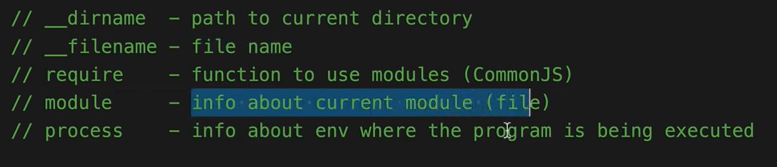 // __dirname  - path to current directory
// __filename - file name
// require    - function to use modules (CommonJS)
// module     - info about current module (file)
// process    - info about env where the program is being executed